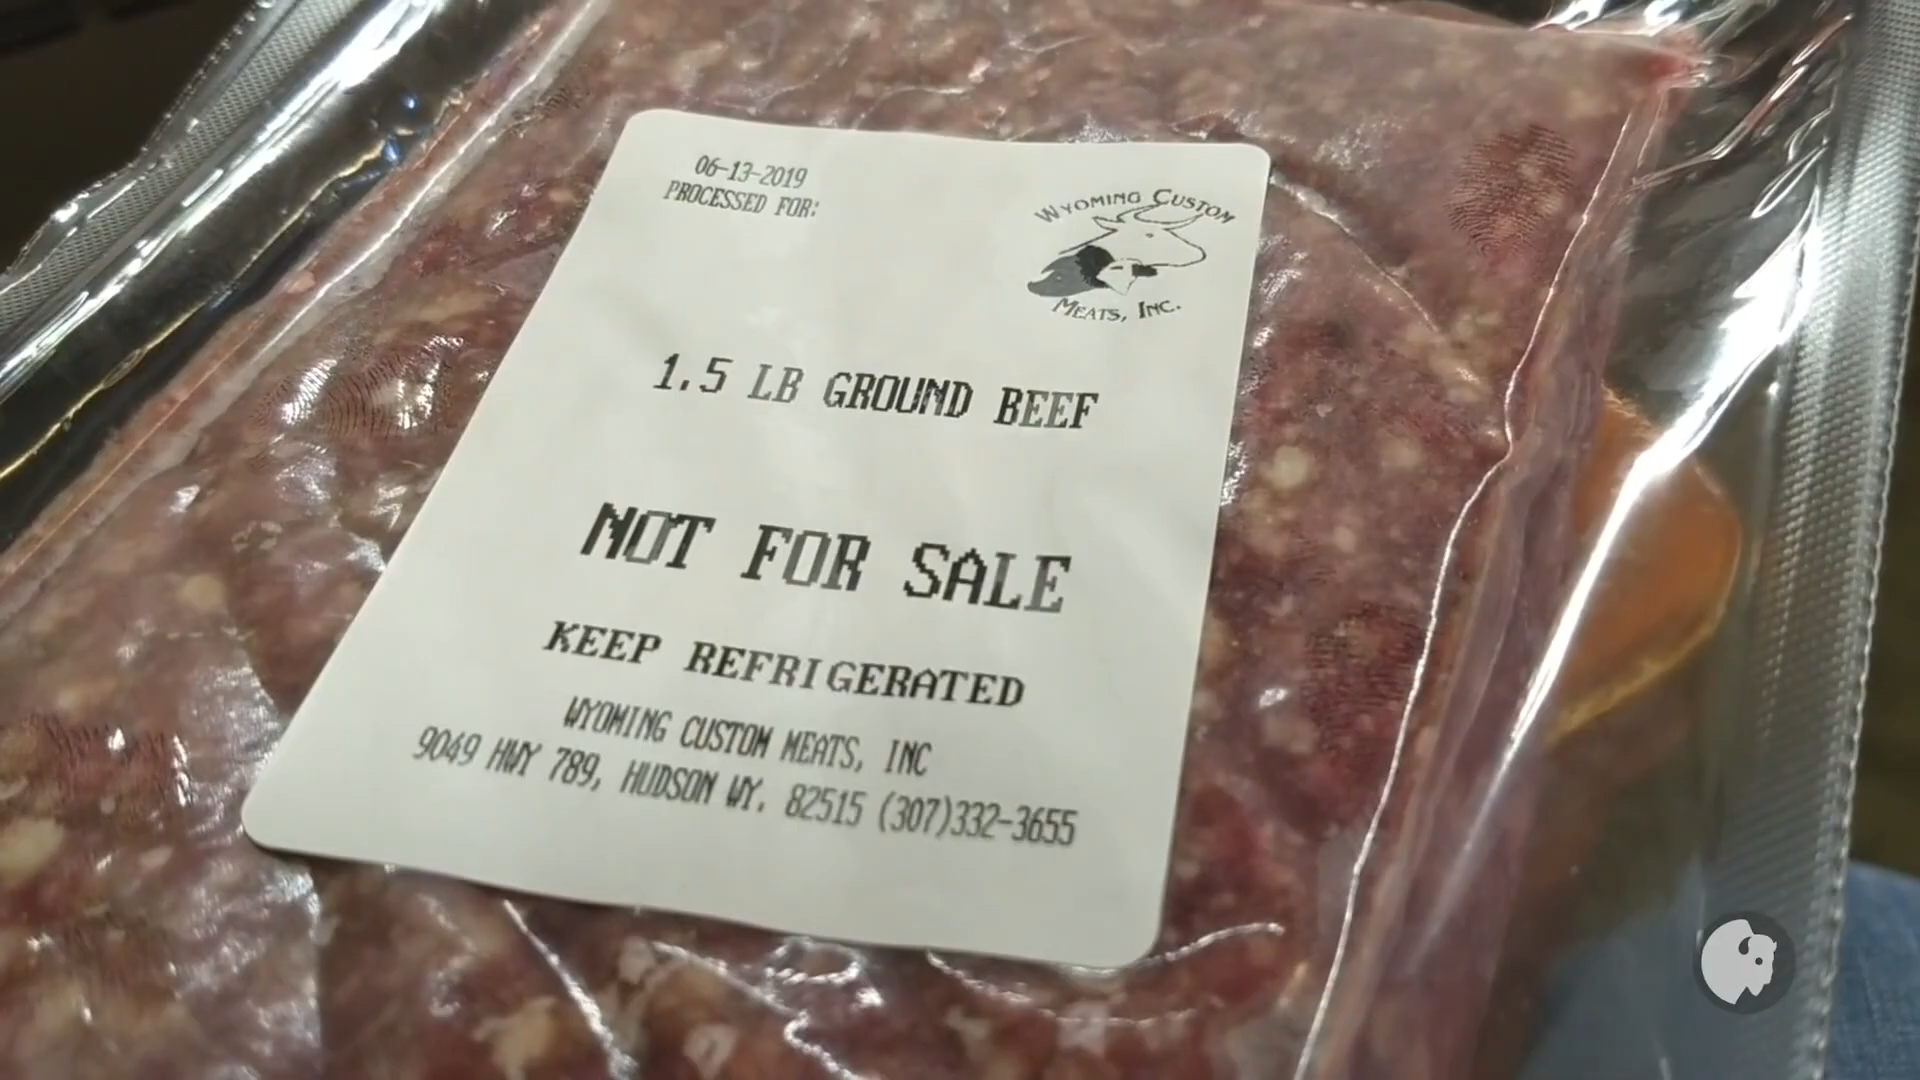 06-13-2019
PROCESSED FOR:
WYOMING CUSTOM
MEATS, INC.
1.5 LB GROUND BEEF
NOT FOR SALE
KEEP REFRIGERATED
WYOMING CUSTOM MEATS, INC
9049 HWY 789, HUDSON WY. 82515 (307)332-3655